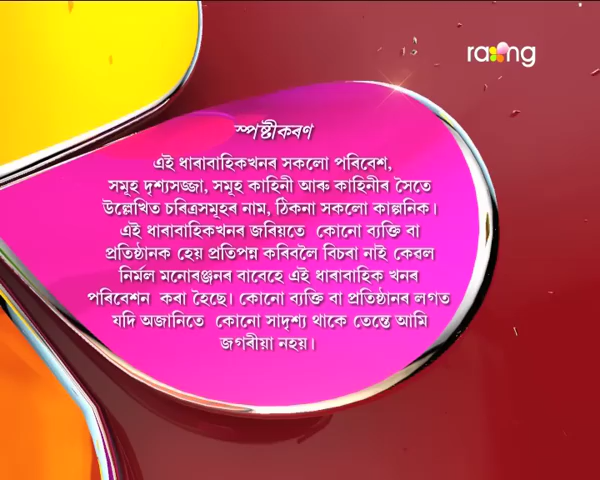 rang
স্পষ্টীকৰণ
এই ধাৰাবাহিকখনৰ সকলো পৰিবেশ,
সমূহ দৃশ্যসজ্জা, সমূহ কাহিনী আৰু কাহিনীৰ সৈতে
উল্লেখিত চৰিত্ৰসমূহৰ নাম, ঠিকনা সকলো কাল্পনিক।
এই ধাৰাবাহিকখনৰ জৰিয়তে কোনো ব্যক্তি বা
প্ৰতিষ্ঠানক হেয় প্ৰতিপন্ন কৰিবলৈ বিচৰা নাই কেৱল
নিৰ্মল মনোৰঞ্জনৰ বাবেহে এই ধাৰাবাহিক খনৰ
পৰিবেশন কৰা হৈছে। কোনো ব্যক্তি বা প্ৰতিষ্ঠানৰ লগত
যদি অজানিতে কোনো সাদৃশ্য থাকে তেন্তে আমি
জগৰীয়া নহয়।